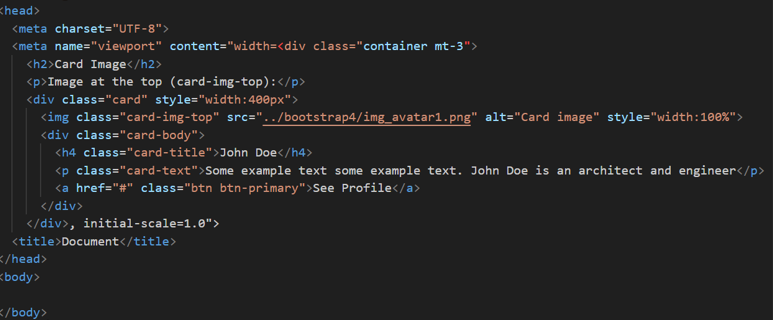 <head>
<meta charset="UTF-8">
<meta name="viewport" content="width=<div class="container mt-3">
<h2>Card Image</h2>
<p>Image at the top (card-img-top):</p>
<div class="card" style="width:400px">
<img class="card-img-top" src="../bootstrap4/img_avatar1.png" alt="Card image" style="width:100%">
<div class="card-body">
<h4 class="card-title">John Doe</h4>
<p class="card-text">Some example text some example text. John Doe is an architect and engineer</p>
<a href="#" class="btn btn-primary">See Profile</a>
</div>
</div>, initial-scale=1.0">
<title>Document</title>
</head>
<body>
</body>